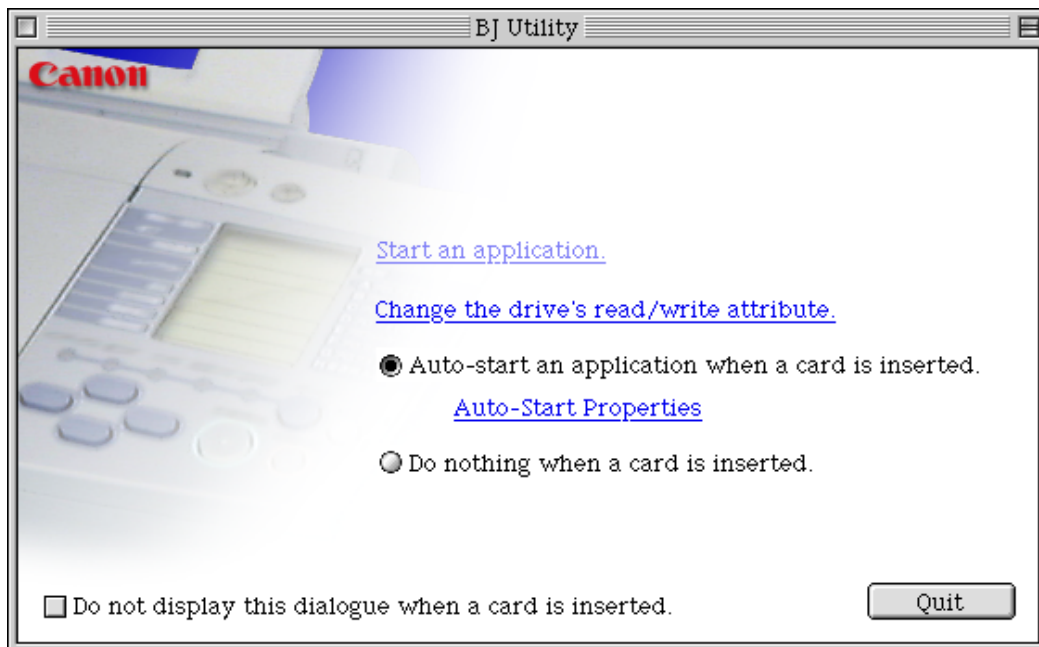 BJ Utility
Canon
Start an application.
Change the drive's read/write attribute.
Auto-start an application when a card is inserted.
Auto-Start Properties
Do nothing when a card is inserted.
Do not display this dialogue when a card is inserted.
Quit